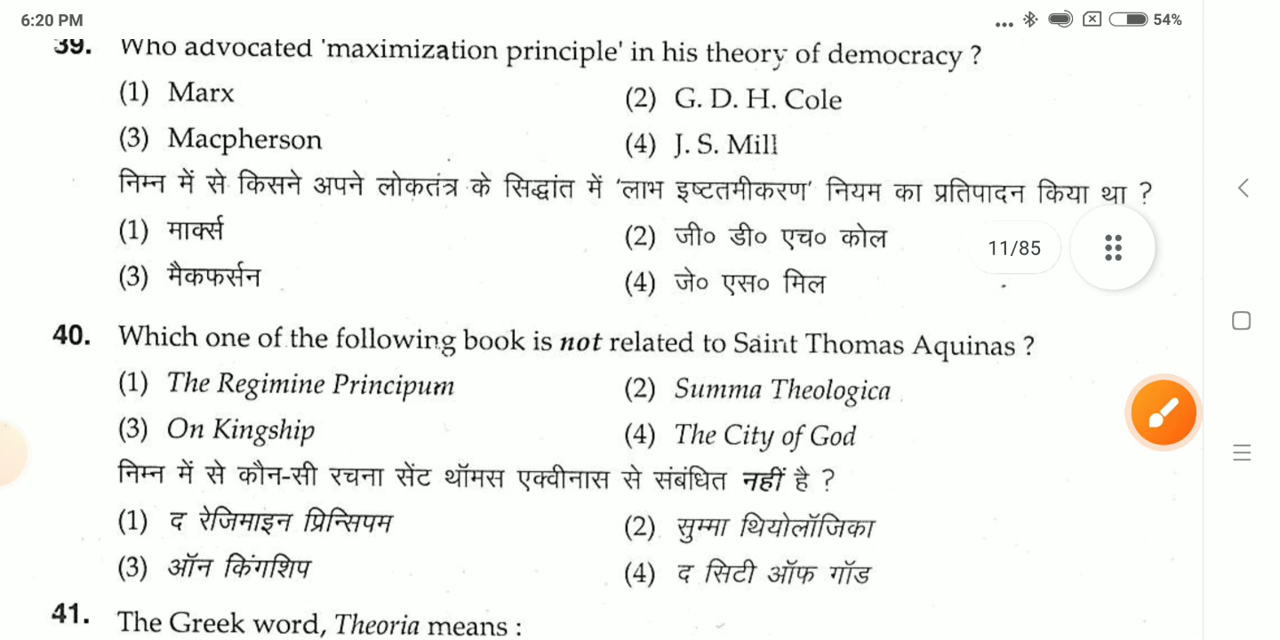 6:20 PM
54%
39. Who advocated 'maximization principle' in his theory of democracy ?
(1) Marx (2) G. D. H. Cole
(3) Macpherson (4) J. S. Mill
निम्न में से किसने अपने लोकतंत्र के सिद्धांत में 'लाभ इष्टतमीकरण' नियम का प्रतिपादन किया था ?
(1) मार्क्स (2) जी० डी० एच० कोल
11/85
(3) मैकफर्सन (4) जे० एस० मिल
40. Which one of the following book is not related to Saint Thomas Aquinas ?
(1) The Regimine Principum (2) Summa Theologica
(3) On Kingship (4) The City of God
निम्न में से कौन-सी रचना सेंट थॉमस एक्वीनास से संबंधित नहीं है ?
(1) द रेजिमाइन प्रिन्सिपम (2) सुम्मा थियोलॉजिका
(3) ऑन किंगशिप (4) द सिटी ऑफ गॉड
41. The Greek word, Theoria means :